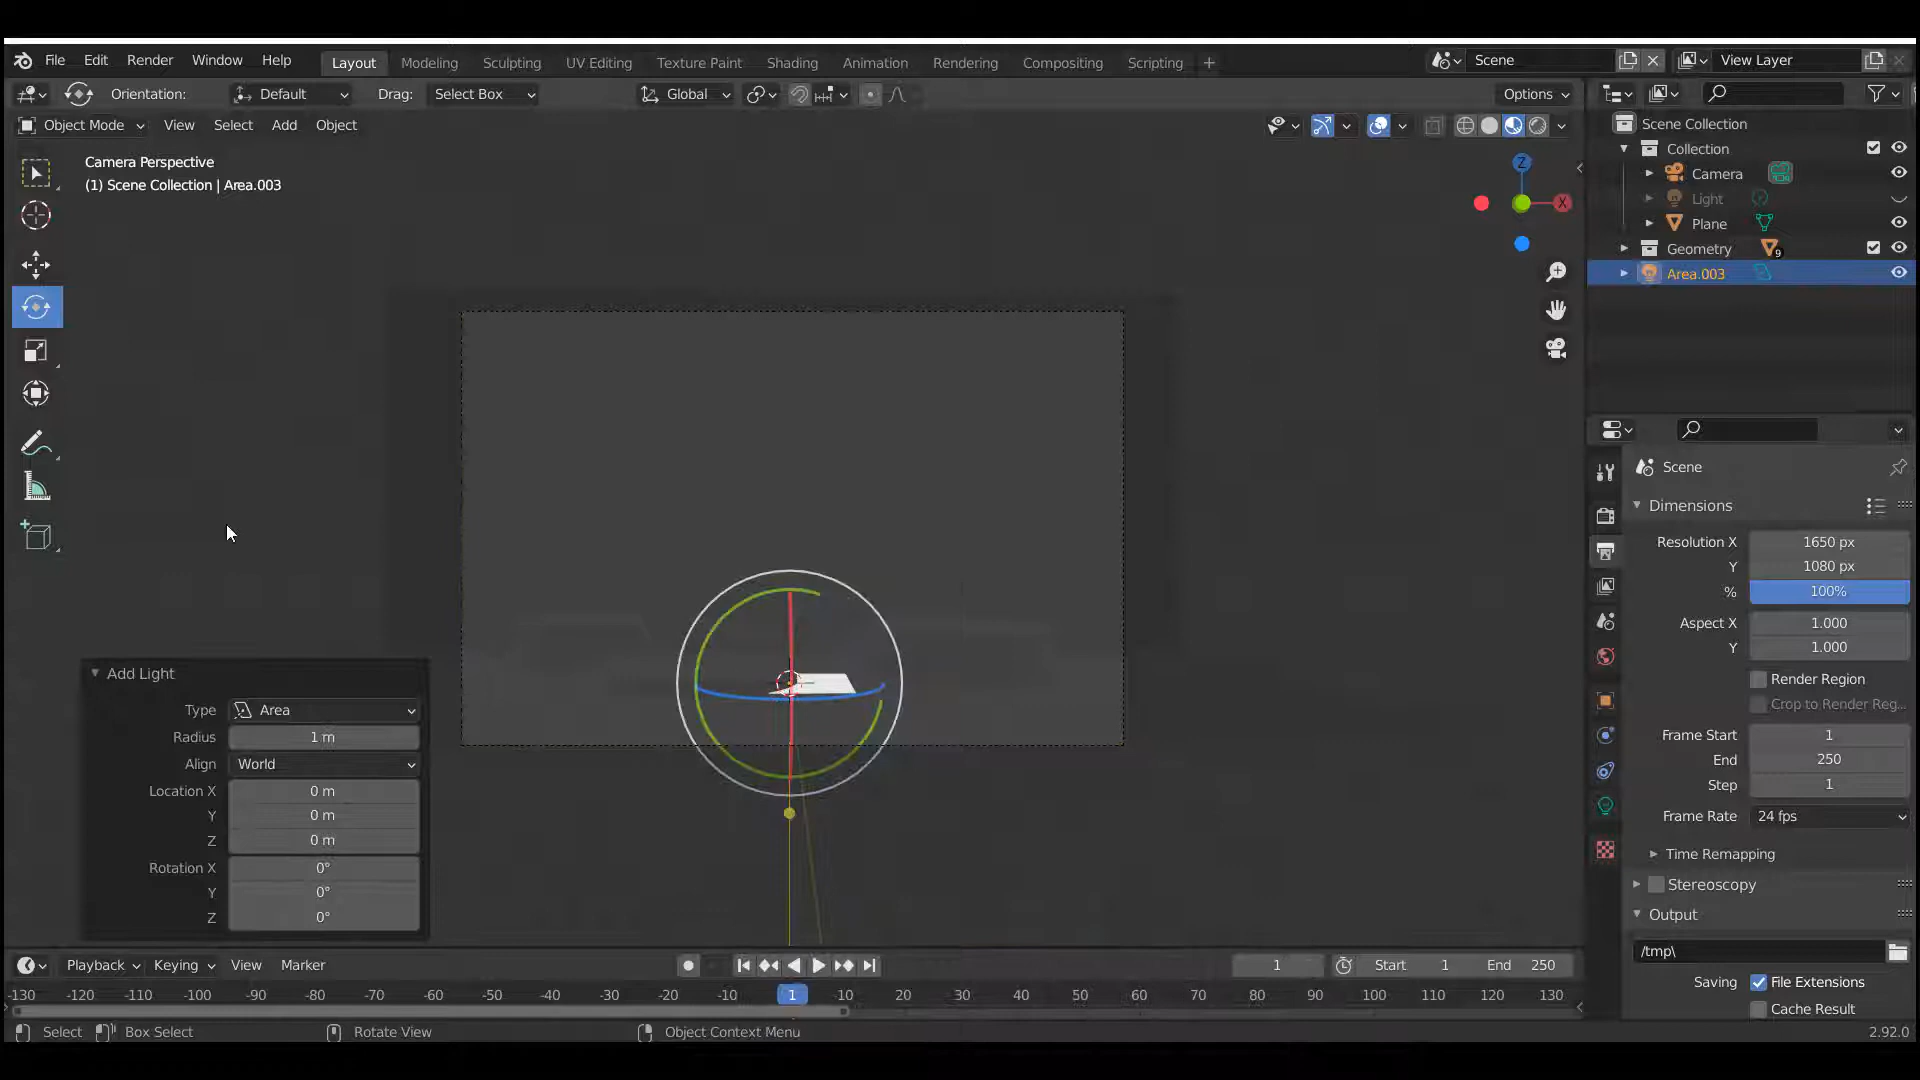 File Edit Render Window Help Layout Modeling Sculpting UV Editing Texture Paint Shading Animation Rendering Compositing Scripting + Scene View Layer
Orientation: Default Drag: Select Box Global Options
Object Mode View Select Add Object
Camera Perspective
(1) Scene Collection | Area.003
Z
X
Scene Collection
Collection
Camera
Light
Plane
Geometry 9
Area.003
Scene
Dimensions
Resolution X 1650 px
Y 1080 px
% 100%
Aspect X 1.000
Y 1.000
Render Region
Crop to Render Reg...
Frame Start 1
End 250
Step 1
Frame Rate 24 fps
Time Remapping
Stereoscopy
Output
/tmp\
Saving File Extensions
Cache Result
Add Light
Type Area
Radius 1 m
Align World
Location X 0 m
Y 0 m
Z 0 m
Rotation X 0°
Y 0°
Z 0°
Playback Keying View Marker 1 Start 1 End 250
-130 -120 -110 -100 -90 -80 -70 -60 -50 -40 -30 -20 -10 1 10 20 30 40 50 60 70 80 90 100 110 120 130
Select Box Select Rotate View Object Context Menu 2.92.0